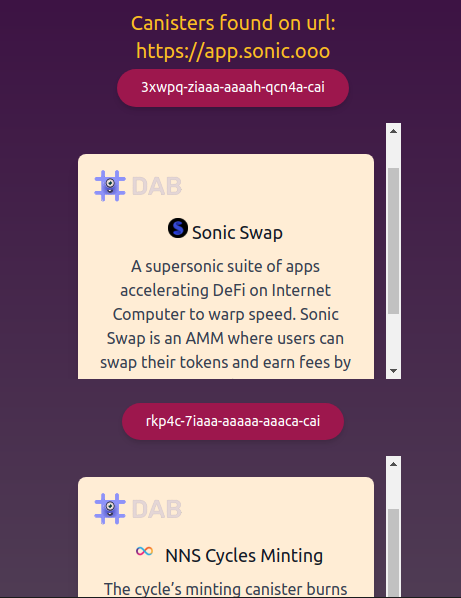 Canisters found on url:
https://app.sonic.ooo
3xwpq-ziaaa-aaaah-qcn4a-cai
DAB
Sonic Swap
A supersonic suite of apps
accelerating DeFi on Internet
Computer to warp speed. Sonic
Swap is an AMM where users can
swap their tokens and earn fees by
rkp4c-7iaaa-aaaaa-aaaca-cai
DAB
NNS Cycles Minting
The cycle’s minting canister burns